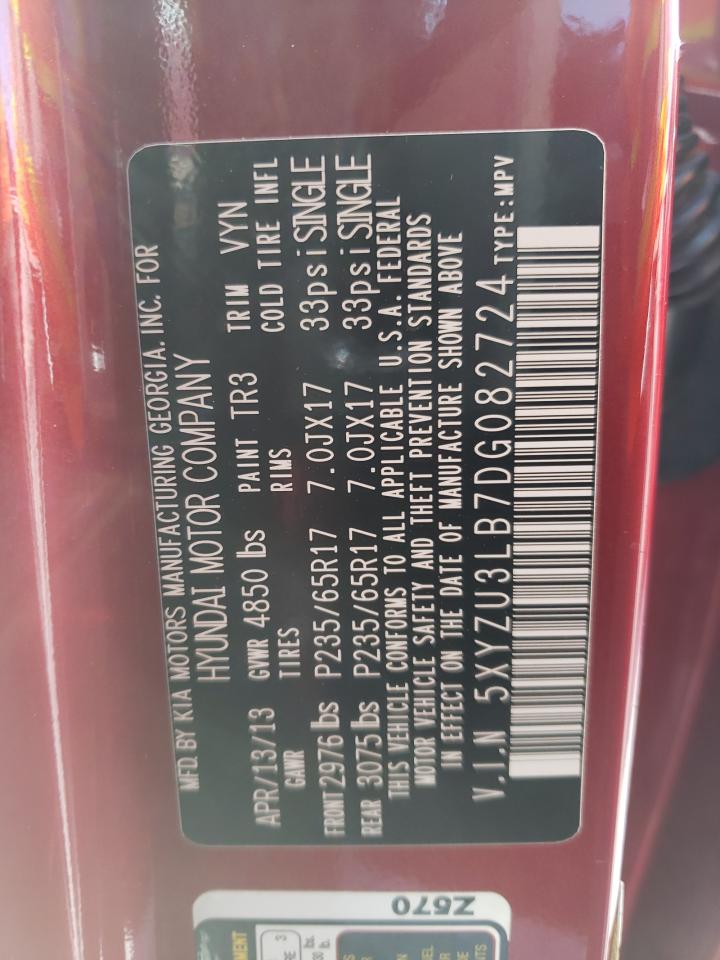 MFD. BY KIA MOTORS MANUFACTURING GEORGIA. INC. FOR
HYUNDAI MOTOR COMPANY
APR/13/13 GVWR 4850 lbs PAINT TR3 TRIM VYN
GAWR TIRES RIMS COLD TIRE INFL
FRONT 2976 lbs P235/65R17 7.0JX17 33psi SINGLE
REAR 3075 lbs P235/65R17 7.0JX17 33psi SINGLE
THIS VEHICLE CONFORMS TO ALL APPLICABLE U.S.A. FEDERAL
MOTOR VEHICLE SAFETY AND THEFT PREVENTION STANDARDS
IN EFFECT ON THE DATE OF MANUFACTURE SHOWN ABOVE
V.I.N 5XYZU3LB7DG082724 TYPE:MPV
Z570